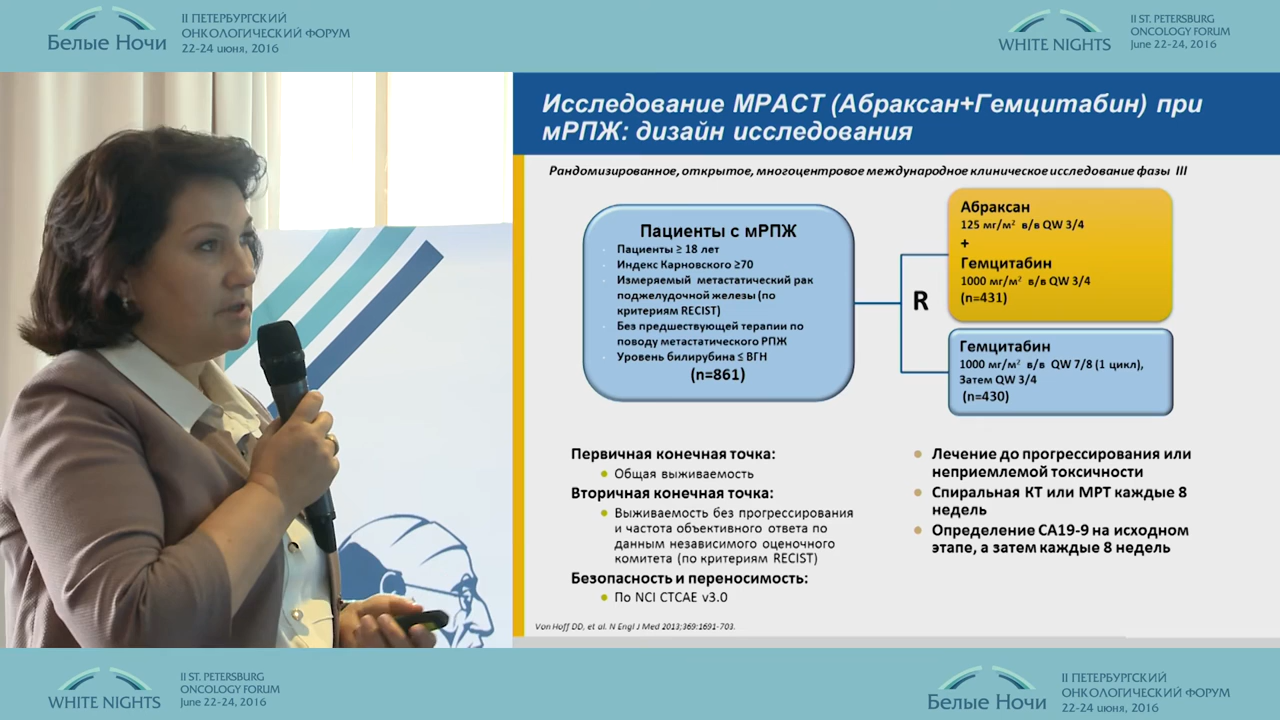 Белые Ночи
II ПЕТЕРБУРГСКИЙ
ОНКОЛОГИЧЕСКИЙ ФОРУМ
22-24 июня, 2016
WHITE NIGHTS
II ST. PETERSBURG
ONCOLOGY FORUM
June 22-24, 2016
Исследование MPACT (Абраксан+Гемцитабин) при
мРПЖ: дизайн исследования
Рандомизированное, открытое, многоцентровое международное клиническое исследование фазы III
Пациенты с мРПЖ
Пациенты ≥ 18 лет
Индекс Карновского ≥70
Измеряемый метастатический рак
поджелудочной железы (по
критериям RECIST)
Без предшествующей терапии по
поводу метастатического РПЖ
Уровень билирубина ≤ ВГН
(n=861)
R
Абраксан
125 мг/м² в/в QW 3/4
+
Гемцитабин
1000 мг/м² в/в QW 3/4
(n=431)
Гемцитабин
1000 мг/м² в/в QW 7/8 (1 цикл),
Затем QW 3/4
(n=430)
Первичная конечная точка:
Общая выживаемость
Вторичная конечная точка:
Выживаемость без прогрессирования
и частота объективного ответа по
данным независимого оценочного
комитета (по критериям RECIST)
Безопасность и переносимость:
По NCI CTCAE v3.0
Лечение до прогрессирования или
неприемлемой токсичности
Спиральная КТ или МРТ каждые 8
недель
Определение CA19-9 на исходном
этапе, а затем каждые 8 недель
Von Hoff DD, et al. N Engl J Med 2013;369:1691-703.
WHITE NIGHTS
II ST. PETERSBURG
ONCOLOGY FORUM
June 22-24, 2016
Белые Ночи
II ПЕТЕРБУРГСКИЙ
ОНКОЛОГИЧЕСКИЙ ФОРУМ
22-24 июня, 2016